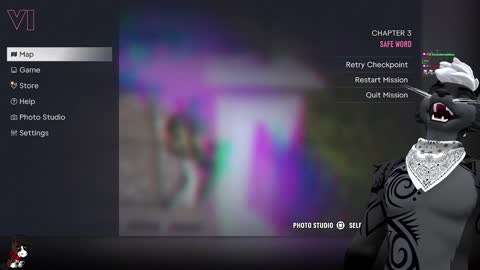 VI
Map
Game
Store
Help
Photo Studio
Settings
CHAPTER 3
SAFE WORD
Retry Checkpoint
Restart Mission
Quit Mission
PHOTO STUDIO SELF